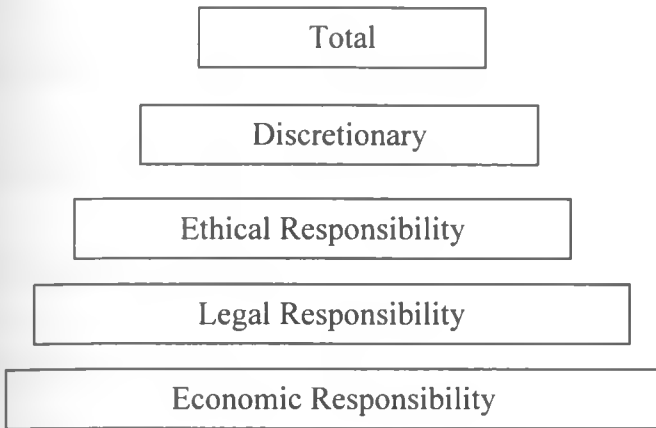 Total
Discretionary
Ethical Responsibility
Legal Responsibility
Economic Responsibility